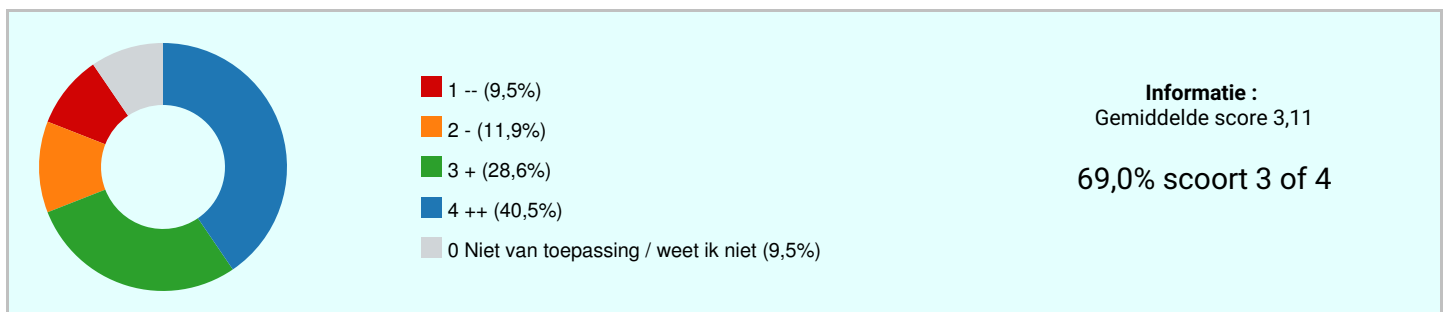 1 -- (9,5%)
2 - (11,9%)
3 + (28,6%)
4 ++ (40,5%)
0 Niet van toepassing / weet ik niet (9,5%)
Informatie :
Gemiddelde score 3,11
69,0% scoort 3 of 4